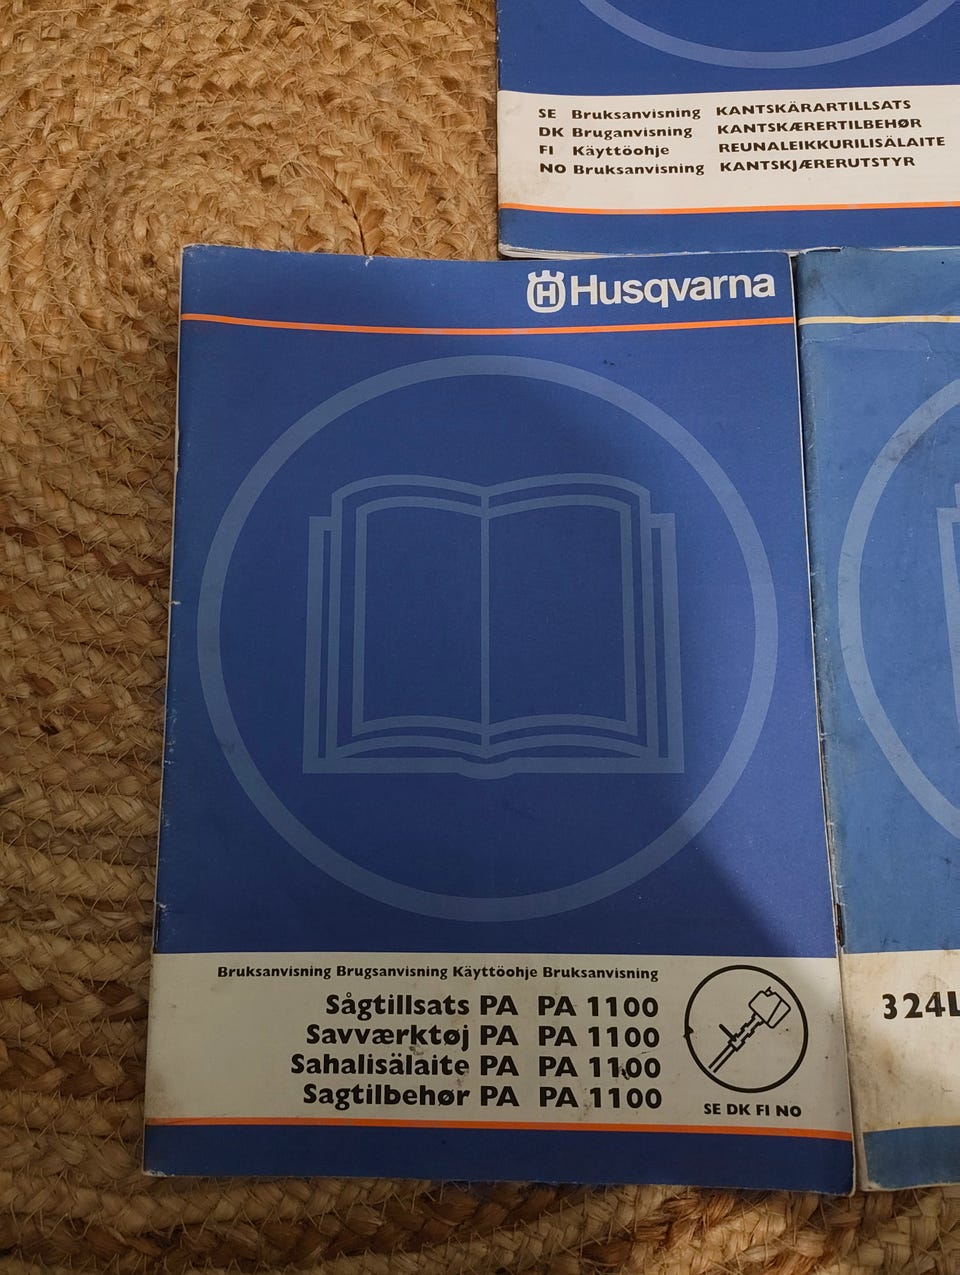 SE Bruksanvisning KANTSKÄRARTILLSATS
DK Bruganvisning KANTSKÆRERTILBEHØR
FI Käyttöohje REUNALEIKKURILISÄLAITE
NO Bruksanvisning KANTSKJÆRERUTSTYR
H Husqvarna
Bruksanvisning Brugsanvisning Käyttöohje Bruksanvisning
Sågtillsats PA PA 1100
Savværktøj PA PA 1100
Sahalisälaite PA PA 1100
Sagtilbehør PA PA 1100
SE DK FI NO
324L